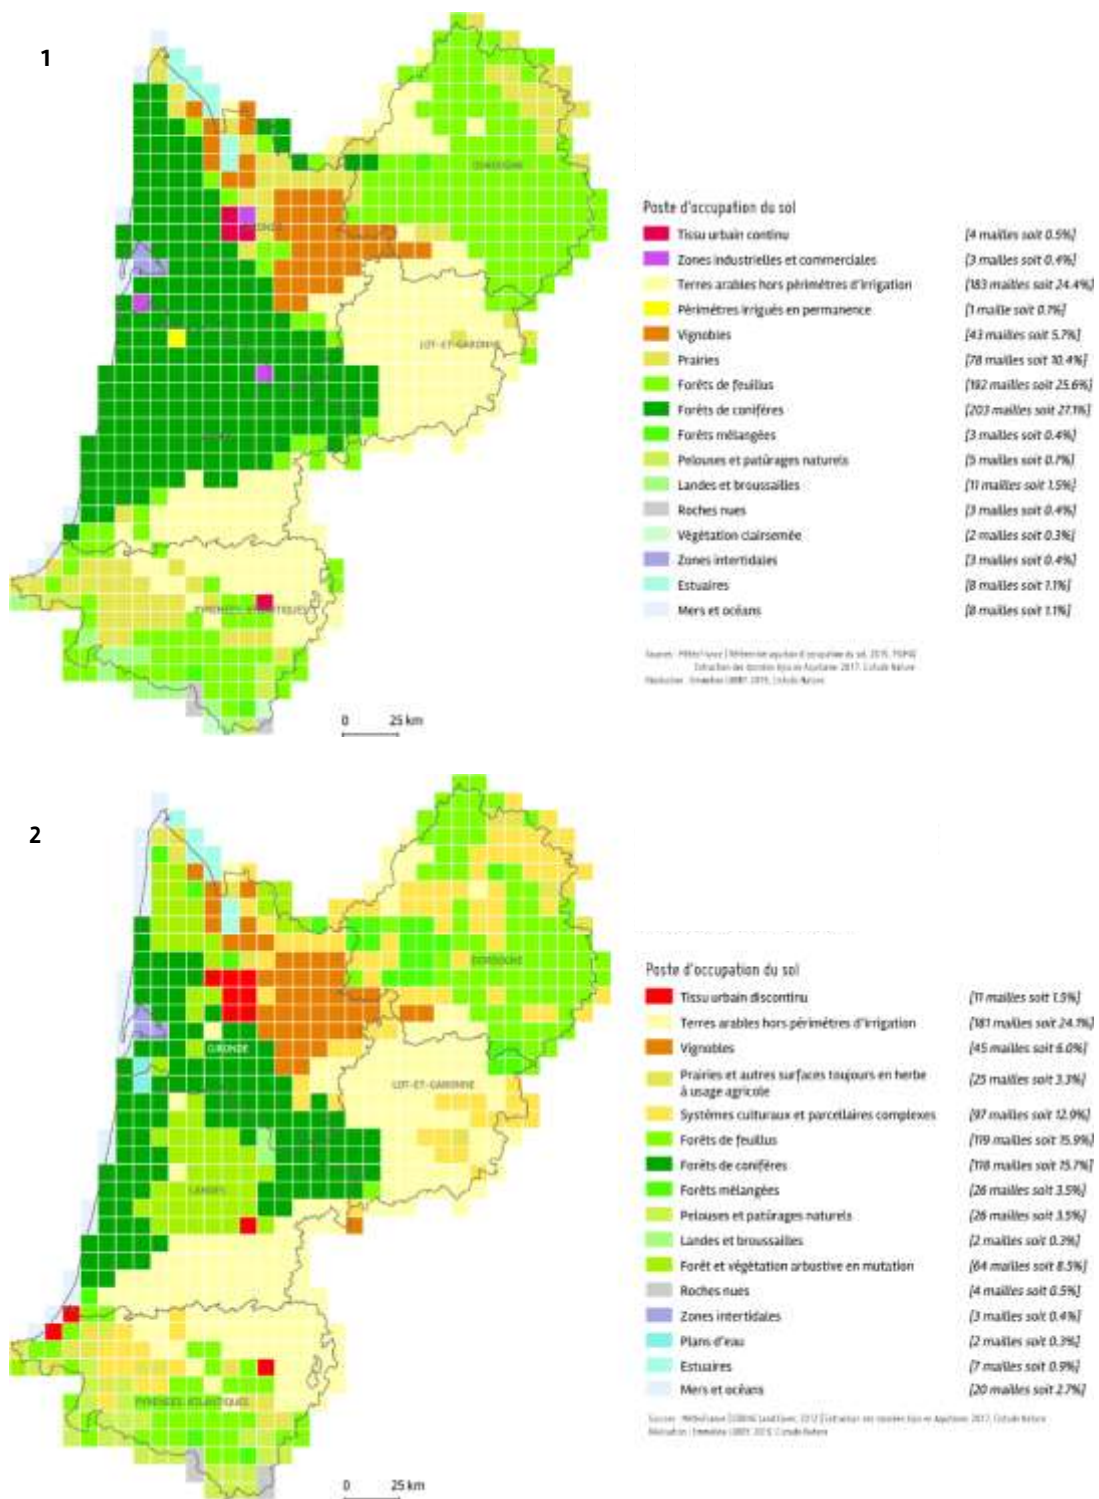 1
DORDOGNE
GIRONDE
LOT-ET-GARONNE
PYRÉNÉES-ATLANTIQUES
0 25 km
Poste d'occupation du sol
Tissu urbain continu [4 mailles soit 0.5%]
Zones industrielles et commerciales [3 mailles soit 0.4%]
Terres arables hors périmètres d'irrigation [183 mailles soit 24.4%]
Périmètres irrigués en permanence [1 maille soit 0.1%]
Vignobles [43 mailles soit 5.7%]
Prairies [78 mailles soit 10.4%]
Forêts de feuillus [192 mailles soit 25.6%]
Forêts de conifères [203 mailles soit 27.1%]
Forêts mélangées [3 mailles soit 0.4%]
Pelouses et patûrages naturels [5 mailles soit 0.7%]
Landes et broussailles [11 mailles soit 1.5%]
Roches nues [3 mailles soit 0.4%]
Végétation clairsemée [2 mailles soit 0.3%]
Zones intertidales [3 mailles soit 0.4%]
Estuaires [8 mailles soit 1.1%]
Mers et océans [8 mailles soit 1.1%]
2
DORDOGNE
GIRONDE
LOT-ET-GARONNE
LANDES
PYRÉNÉES-ATLANTIQUES
0 25 km
Poste d'occupation du sol
Tissu urbain discontinu [11 mailles soit 1.5%]
Terres arables hors périmètres d'irrigation [181 mailles soit 24.1%]
Vignobles [45 mailles soit 6.0%]
Prairies et autres surfaces toujours en herbe
à usage agricole [25 mailles soit 3.3%]
Systèmes culturaux et parcellaires complexes [97 mailles soit 12.9%]
Forêts de feuillus [119 mailles soit 15.9%]
Forêts de conifères [118 mailles soit 15.7%]
Forêts mélangées [26 mailles soit 3.5%]
Pelouses et patûrages naturels [26 mailles soit 3.5%]
Landes et broussailles [2 mailles soit 0.3%]
Forêt et végétation arbustive en mutation [64 mailles soit 8.5%]
Roches nues [4 mailles soit 0.5%]
Zones intertidales [3 mailles soit 0.4%]
Plans d'eau [2 mailles soit 0.3%]
Estuaires [7 mailles soit 0.9%]
Mers et océans [20 mailles soit 2.7%]